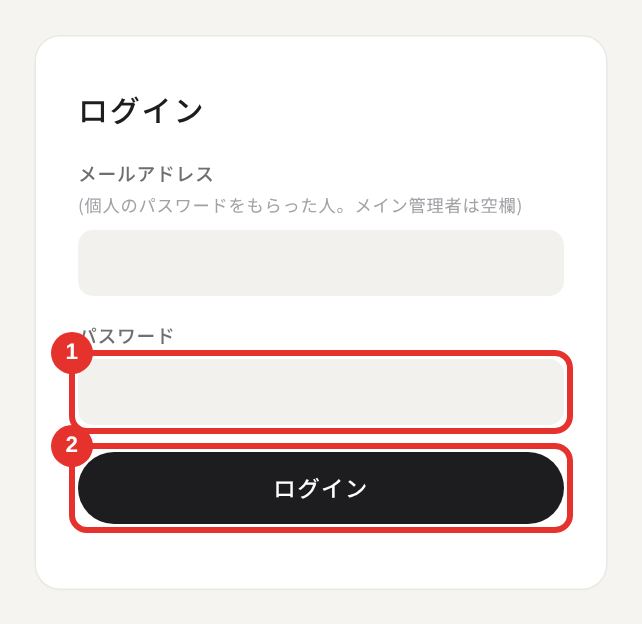 ログイン
メールアドレス
(個人のパスワードをもらった人。メイン管理者は空欄)
パスワード
1
2
ログイン